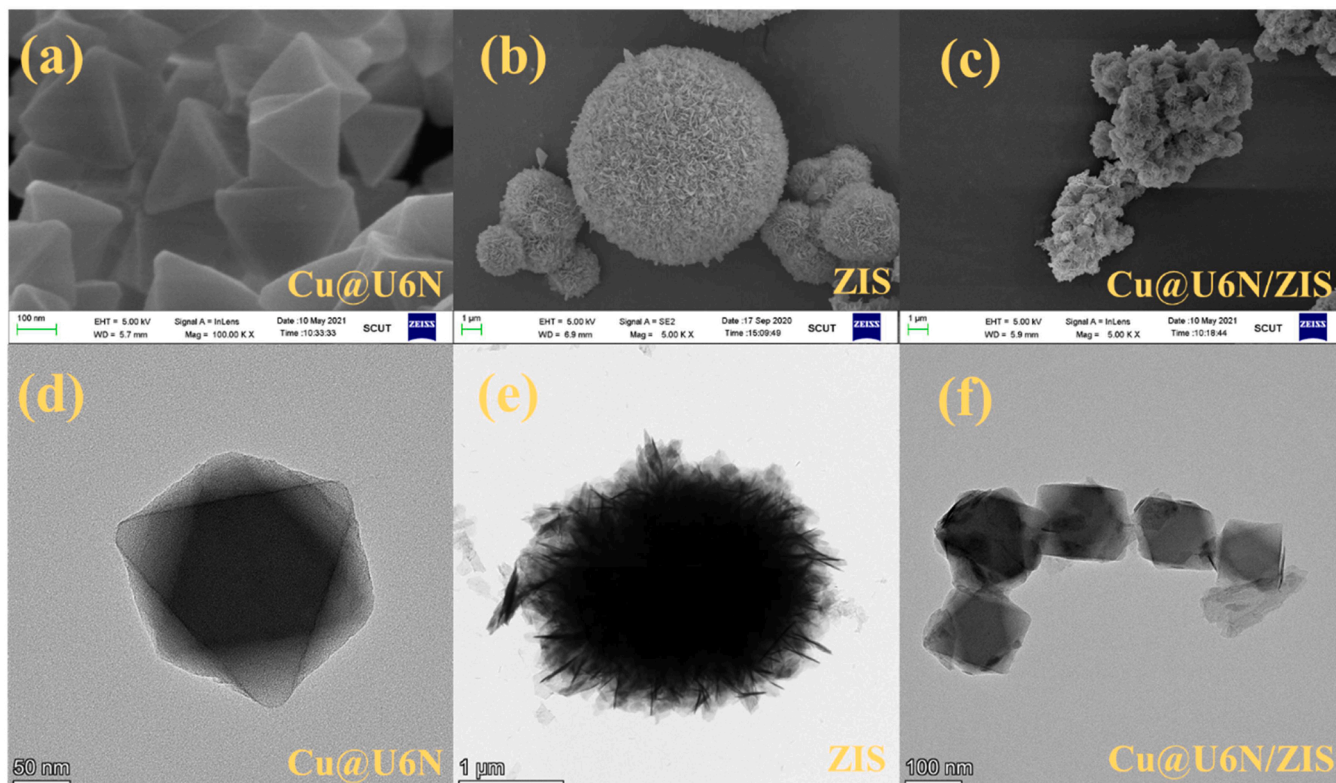 (a)
Cu@U6N
100 nm
EHT = 5.00 kV
WD = 5.7 mm
Signal A = InLens
Mag = 100.00 K X
Date :10 May 2021
Time :10:33:33
SCUT
ZEISS
(b)
ZIS
1 µm
EHT = 5.00 kV
WD = 6.9 mm
Signal A = SE2
Mag = 5.00 K X
Date :17 Sep 2020
Time :15:09:49
SCUT
ZEISS
(c)
Cu@U6N/ZIS
1 µm
EHT = 5.00 kV
WD = 5.9 mm
Signal A = InLens
Mag = 5.00 K X
Date :10 May 2021
Time :10:18:44
SCUT
ZEISS
(d)
50 nm
Cu@U6N
(e)
1 µm
ZIS
(f)
100 nm
Cu@U6N/ZIS